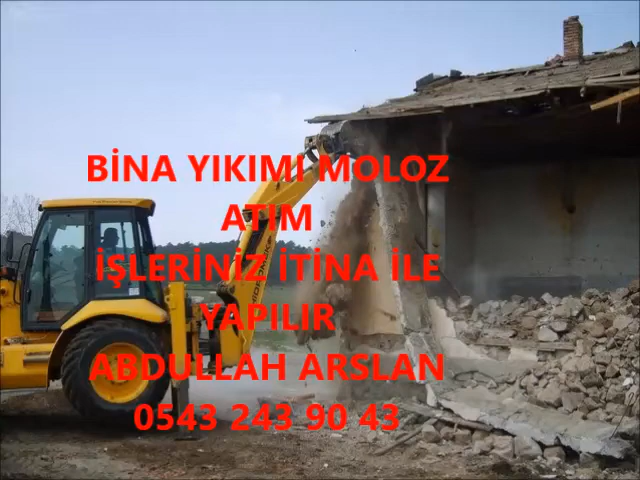 BİNA YIKIMI MOLOZ
ATIM
İŞLERİNİZ İTİNA İLE
YAPILIR
ABDULLAH ARSLAN
0543 243 90 43